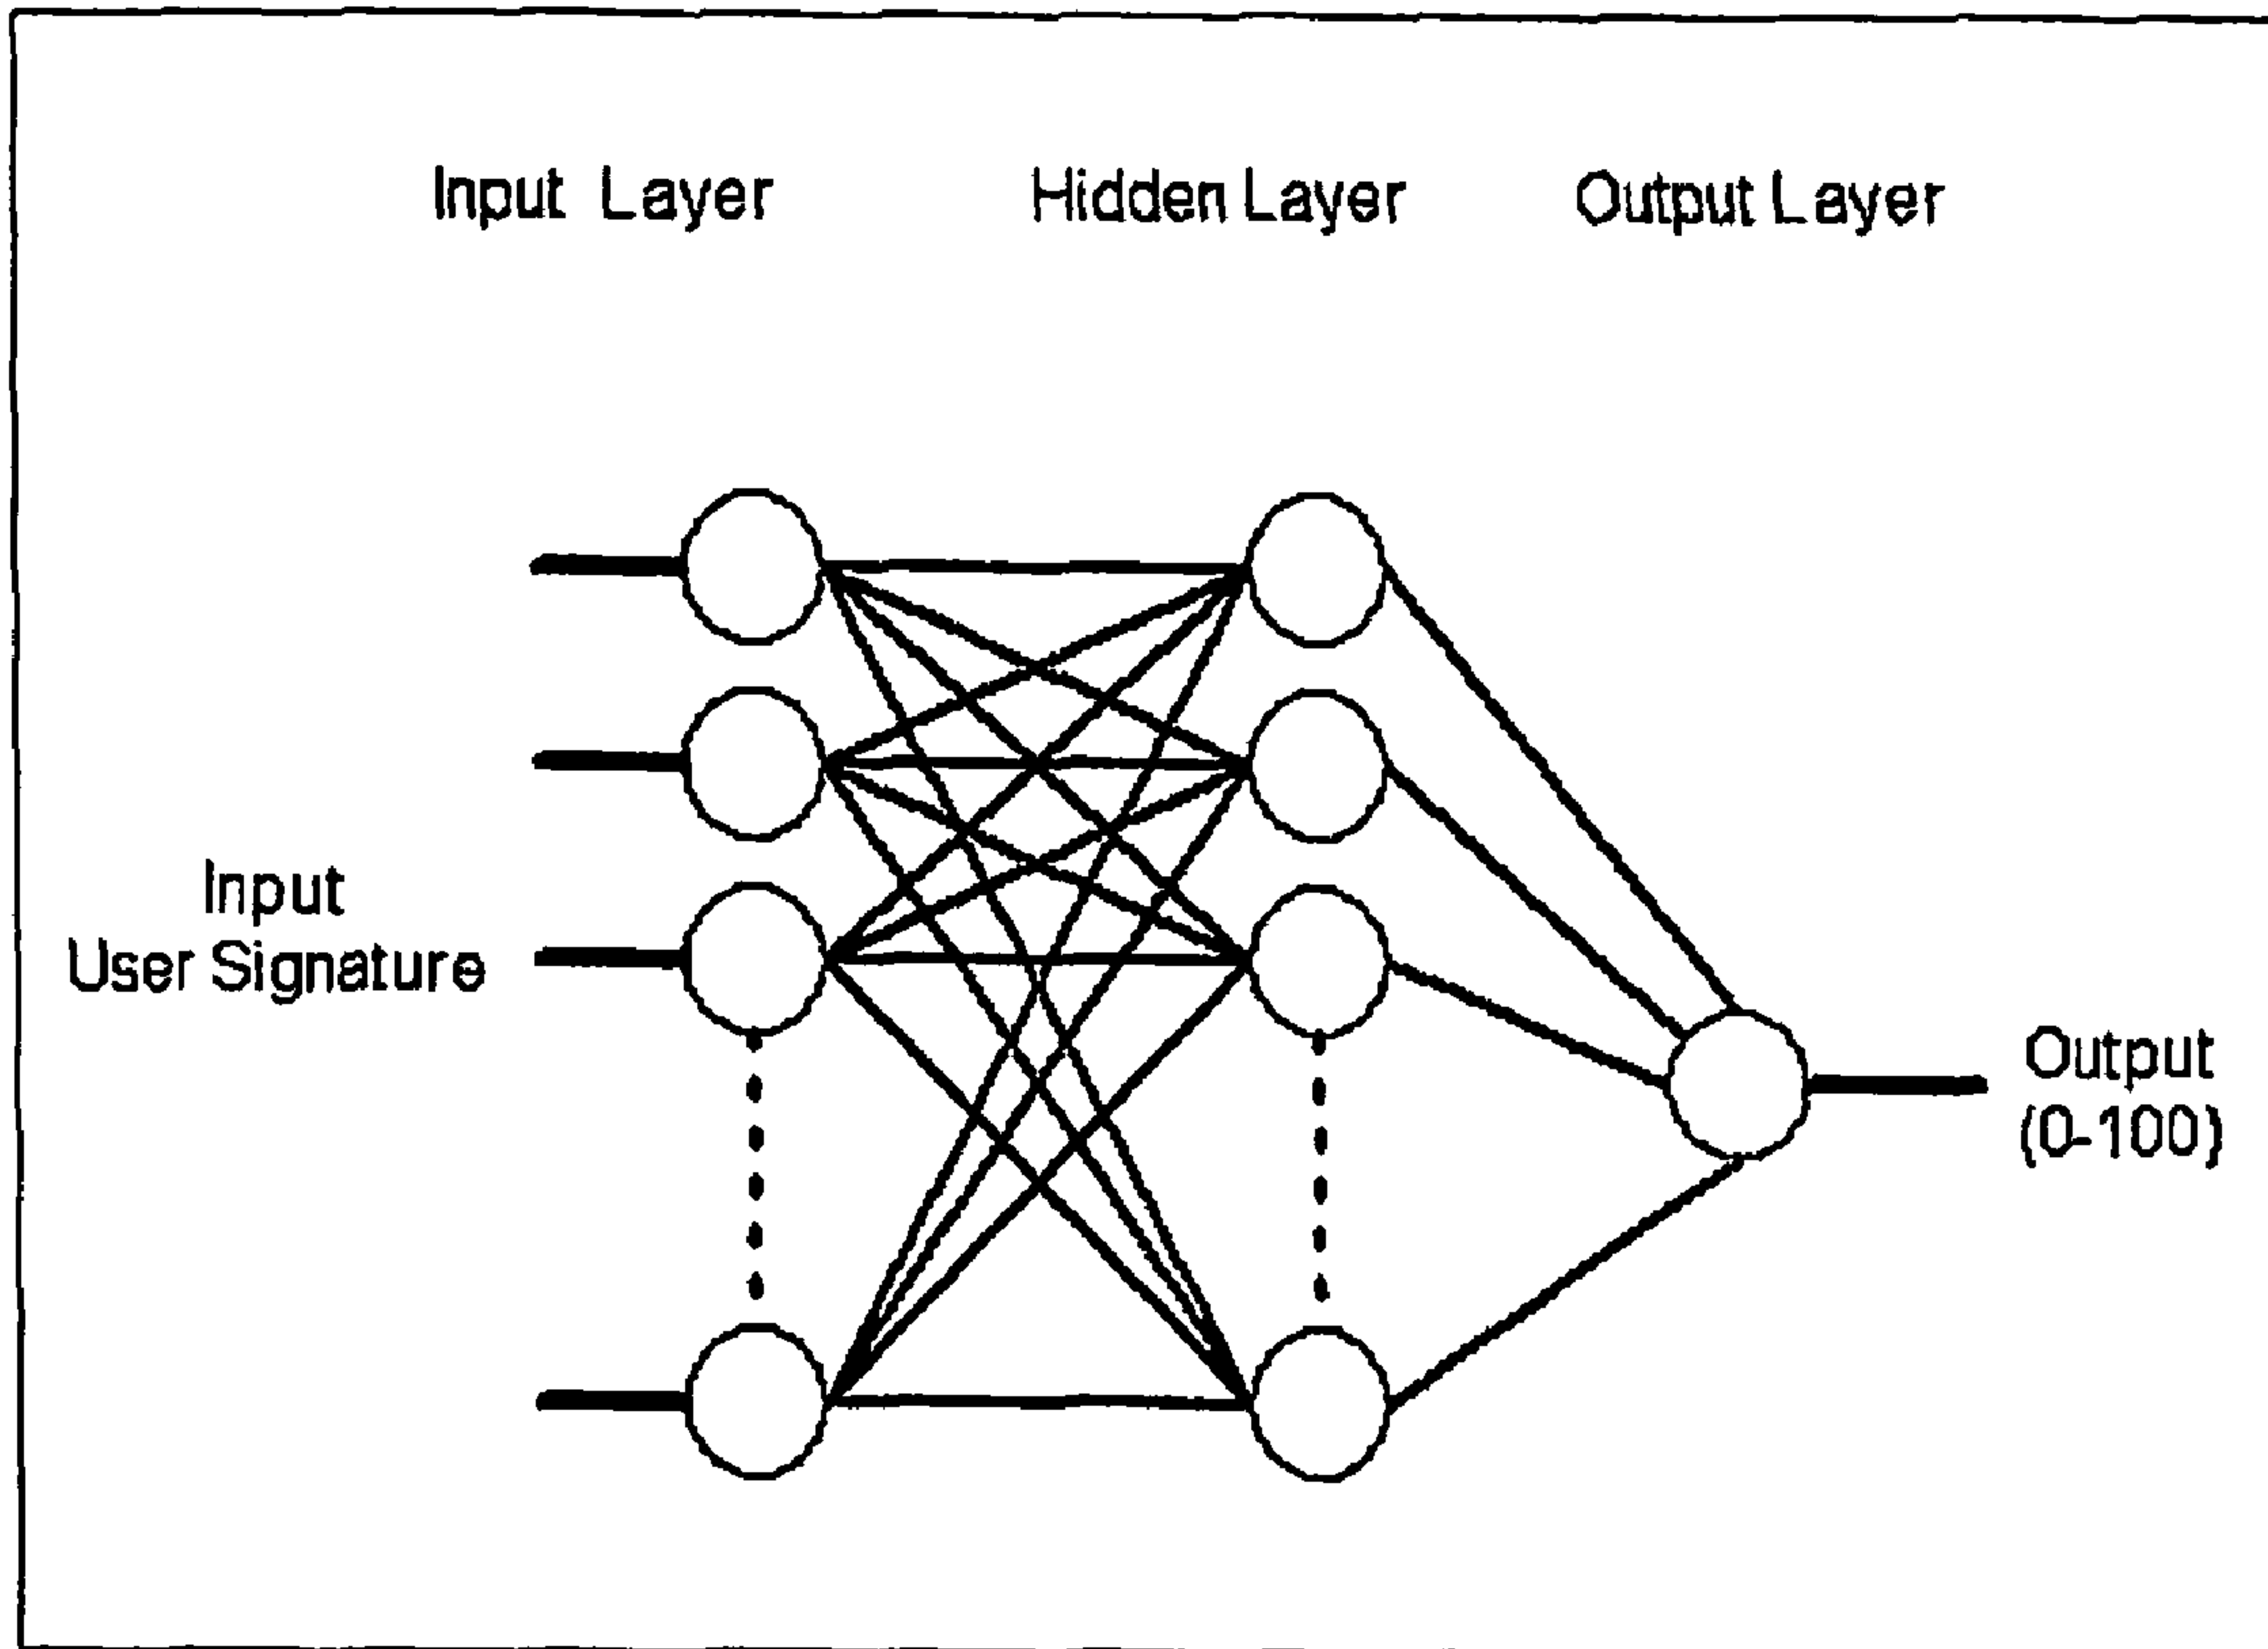 Input Layer
Hidden Layer
Output Layer
Input
User Signature
Output
(0-100)